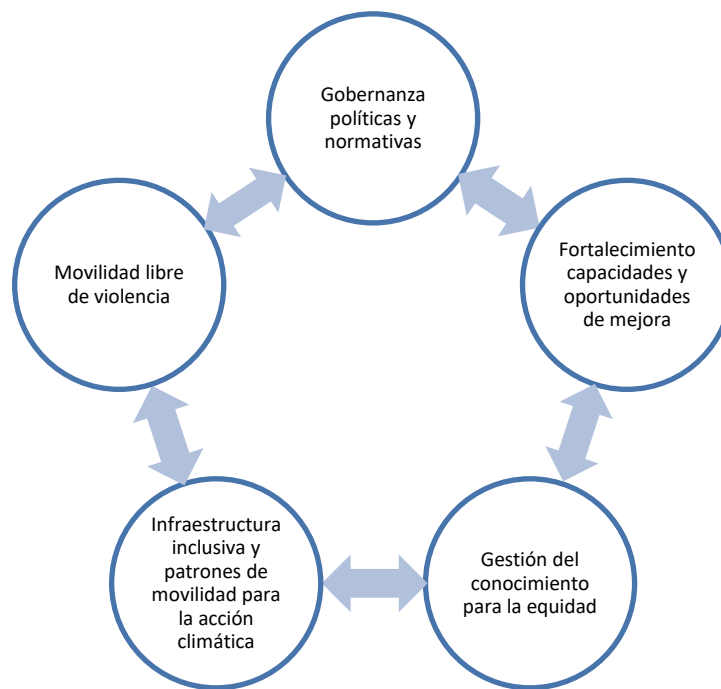 Gobernanza
políticas y
normativas
Fortalecimiento
capacidades y
oportunidades
de mejora
Gestión del
conocimiento
para la equidad
Infraestructura
inclusiva y
patrones de
movilidad para
la acción
climática
Movilidad libre
de violencia